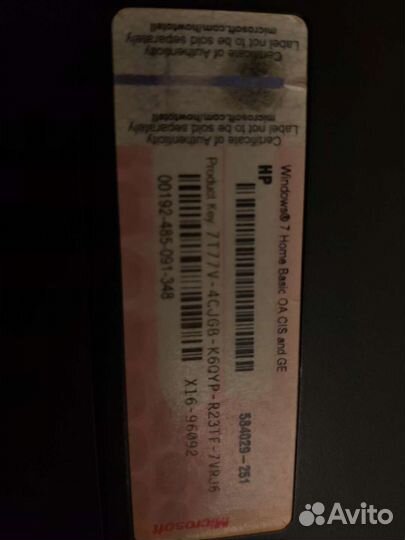 Certificate of Authenticity
Label not to be sold separately
microsoft.com/howtotell
Certificate of Authenticity
Label not to be sold separately
microsoft.com/howtotell
Windows® 7 Home Basic OA CIS and GE
HP
584029-251
Product Key: 7T77V-4CJGB-K6QYP-R23TF-7VRJ6
X16-96092
00192-485-091-348
Microsoft
Avito